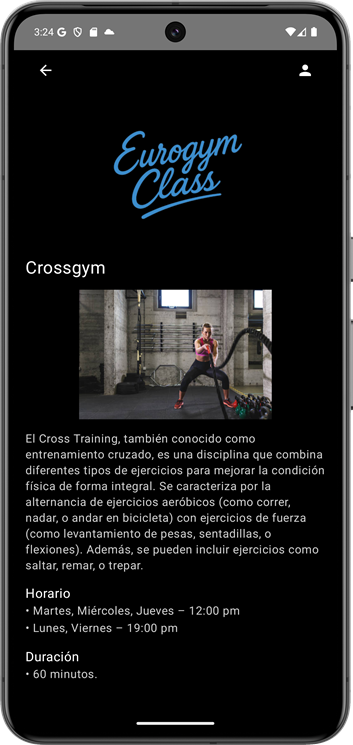 3:24
Eurogym
Class
Crossgym
El Cross Training, también conocido como
entrenamiento cruzado, es una disciplina que combina
diferentes tipos de ejercicios para mejorar la condición
física de forma integral. Se caracteriza por la
alternancia de ejercicios aeróbicos (como correr,
nadar, o andar en bicicleta) con ejercicios de fuerza
(como levantamiento de pesas, sentadillas, o
flexiones). Además, se pueden incluir ejercicios como
saltar, remar, o trepar.
Horario
• Martes, Miércoles, Jueves – 12:00 pm
• Lunes, Viernes – 19:00 pm
Duración
• 60 minutos.